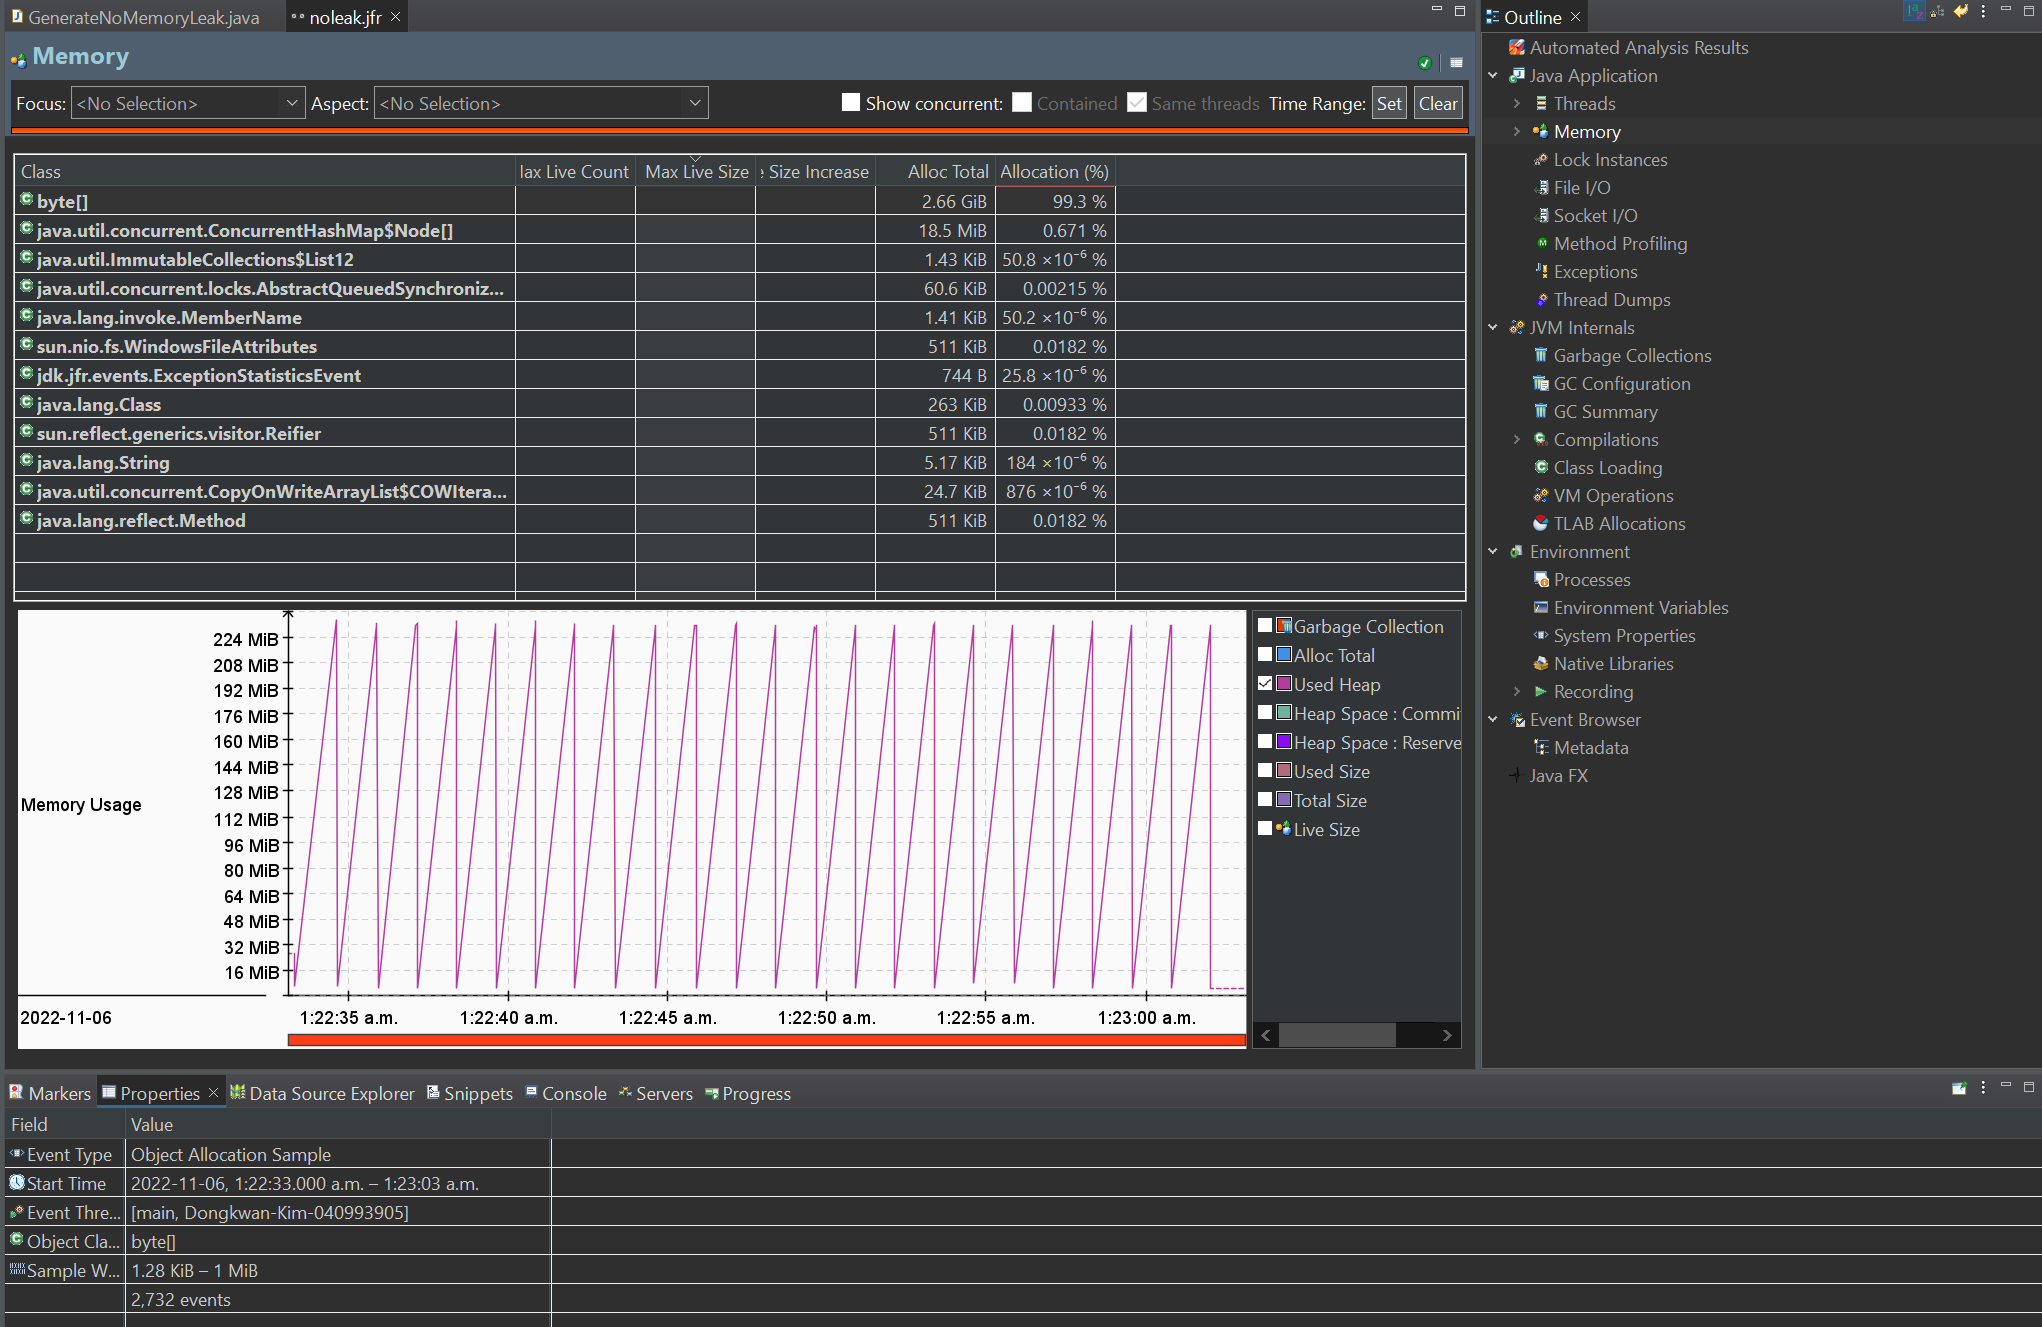 GenerateNoMemoryLeak.java
noleak.jfr
Memory
Focus: <No Selection> Aspect: <No Selection> Show concurrent: Contained Same threads Time Range: Set Clear
Class lax Live Count Max Live Size Size Increase Alloc Total Allocation (%)
byte[] 2.66 GiB 99.3 %
java.util.concurrent.ConcurrentHashMap$Node[] 18.5 MiB 0.671 %
java.util.ImmutableCollections$List12 1.43 KiB 50.8 ×10⁻⁶ %
java.util.concurrent.locks.AbstractQueuedSynchroniz... 60.6 KiB 0.00215 %
java.lang.invoke.MemberName 1.41 KiB 50.2 ×10⁻⁶ %
sun.nio.fs.WindowsFileAttributes 511 KiB 0.0182 %
jdk.jfr.events.ExceptionStatisticsEvent 744 B 25.8 ×10⁻⁶ %
java.lang.Class 263 KiB 0.00933 %
sun.reflect.generics.visitor.Reifier 511 KiB 0.0182 %
java.lang.String 5.17 KiB 184 ×10⁻⁶ %
java.util.concurrent.CopyOnWriteArrayList$COWItera... 24.7 KiB 876 ×10⁻⁶ %
java.lang.reflect.Method 511 KiB 0.0182 %
224 MiB
208 MiB
192 MiB
176 MiB
160 MiB
144 MiB
128 MiB
Memory Usage
112 MiB
96 MiB
80 MiB
64 MiB
48 MiB
32 MiB
16 MiB
2022-11-06 1:22:35 a.m. 1:22:40 a.m. 1:22:45 a.m. 1:22:50 a.m. 1:22:55 a.m. 1:23:00 a.m.
Garbage Collection
Alloc Total
Used Heap
Heap Space : Commi
Heap Space : Reserve
Used Size
Total Size
Live Size
Outline
Automated Analysis Results
Java Application
Threads
Memory
Lock Instances
File I/O
Socket I/O
Method Profiling
Exceptions
Thread Dumps
JVM Internals
Garbage Collections
GC Configuration
GC Summary
Compilations
Class Loading
VM Operations
TLAB Allocations
Environment
Processes
Environment Variables
System Properties
Native Libraries
Recording
Event Browser
Metadata
Java FX
Markers Properties Data Source Explorer Snippets Console Servers Progress
Field Value
Event Type Object Allocation Sample
Start Time 2022-11-06, 1:22:33.000 a.m. – 1:23:03 a.m.
Event Thre... [main, Dongkwan-Kim-040993905]
Object Cla... byte[]
Sample W... 1.28 KiB – 1 MiB
2,732 events